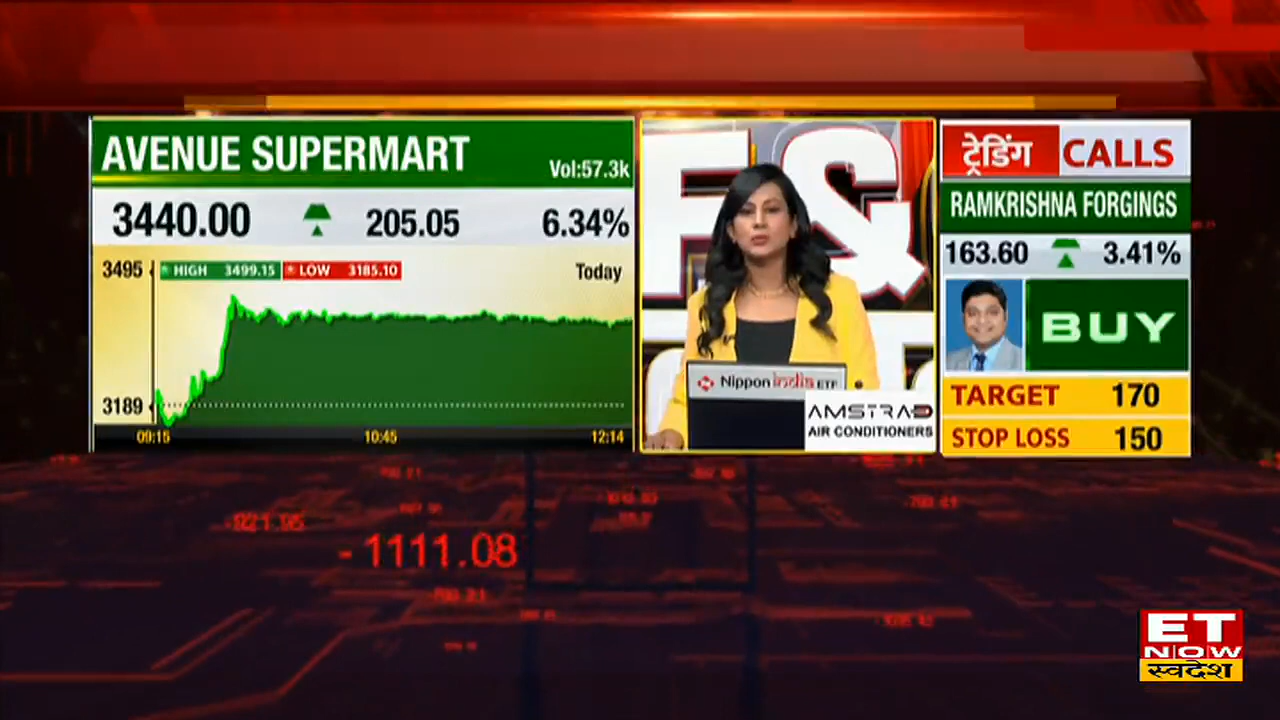 AVENUE SUPERMART
Vol:57.3k
3440.00 205.05 6.34%
3495
HIGH 3499.15 LOW 3185.10
Today
3189
09:15 10:45 12:14
F&
Nippon india ETF
AMSTRAD
AIR CONDITIONERS
ट्रेडिंग CALLS
RAMKRISHNA FORGINGS
163.60 3.41%
BUY
TARGET 170
STOP LOSS 150
-921.95
- 1111.08
ET
NOW
स्वदेश